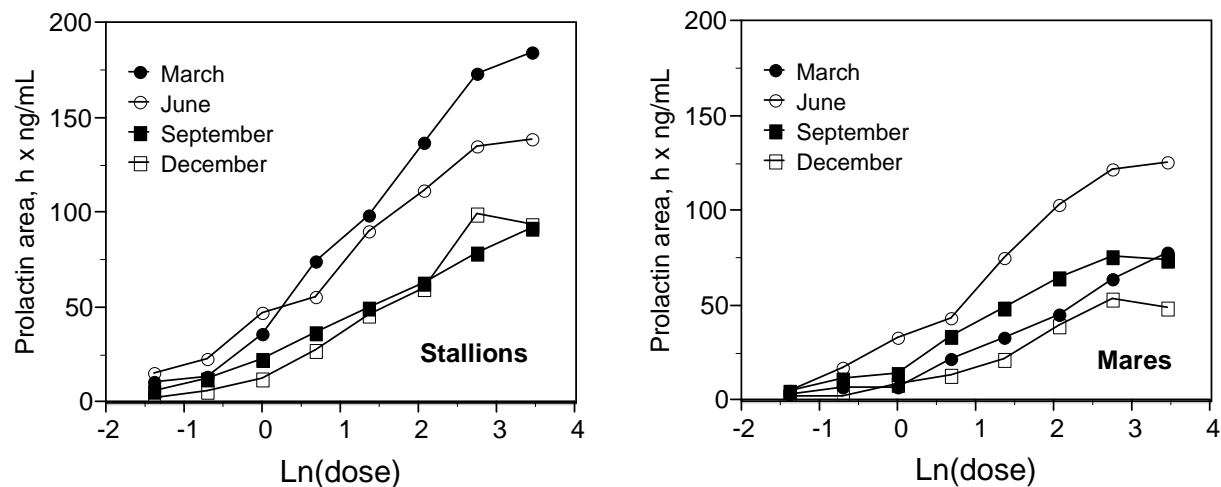 Prolactin area, h x ng/mL
200
150
100
50
0
March
June
September
December
Stallions
-2 -1 0 1 2 3 4
Ln(dose)
Prolactin area, h x ng/mL
200
150
100
50
0
March
June
September
December
Mares
-2 -1 0 1 2 3 4
Ln(dose)